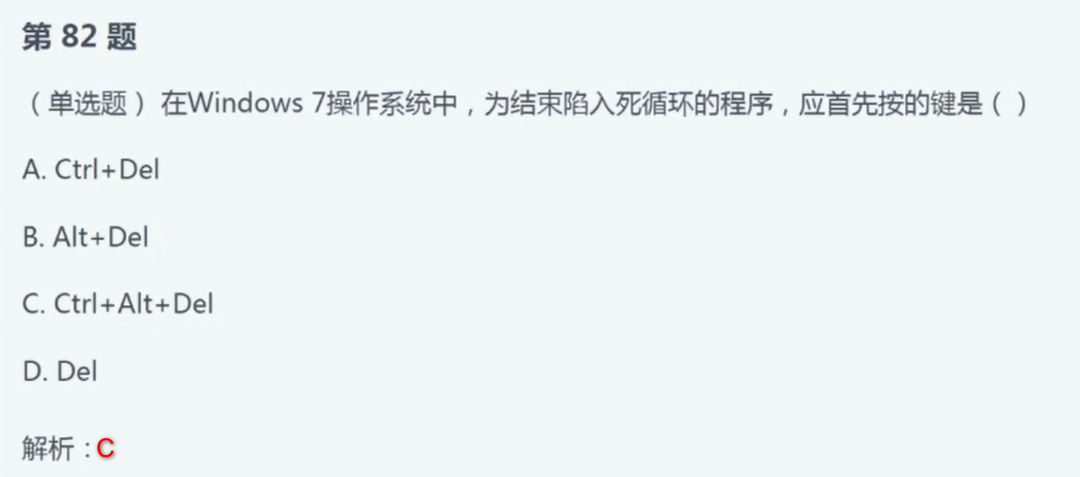 第 82 题
（单选题）在Windows 7操作系统中，为结束陷入死循环的程序，应首先按的键是（ ）
A. Ctrl+Del
B. Alt+Del
C. Ctrl+Alt+Del
D. Del
解析：C